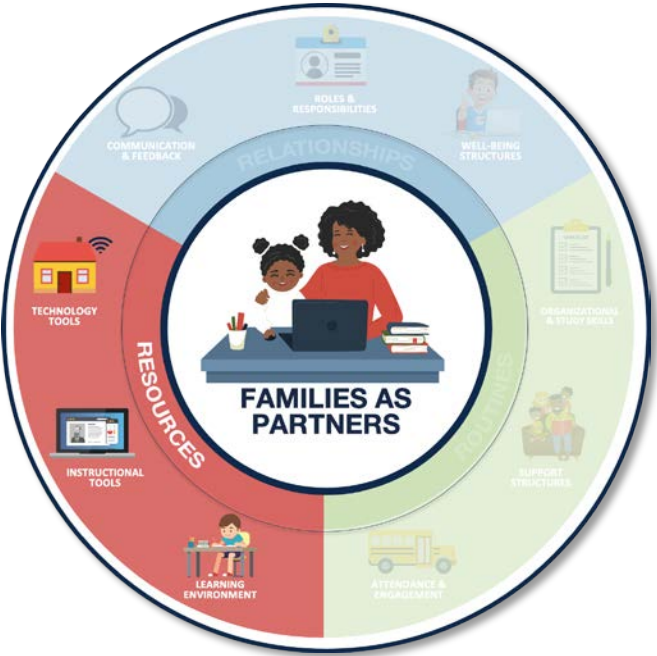 ROLES &
RESPONSIBILITIES
COMMUNICATION
& FEEDBACK
WELL-BEING
STRUCTURES
RELATIONSHIPS
TECHNOLOGY
TOOLS
ORGANIZATIONAL
& STUDY SKILLS
RESOURCES
ROUTINES
FAMILIES AS
PARTNERS
INSTRUCTIONAL
TOOLS
SUPPORT
STRUCTURES
LEARNING
ENVIRONMENT
ATTENDANCE &
ENGAGEMENT